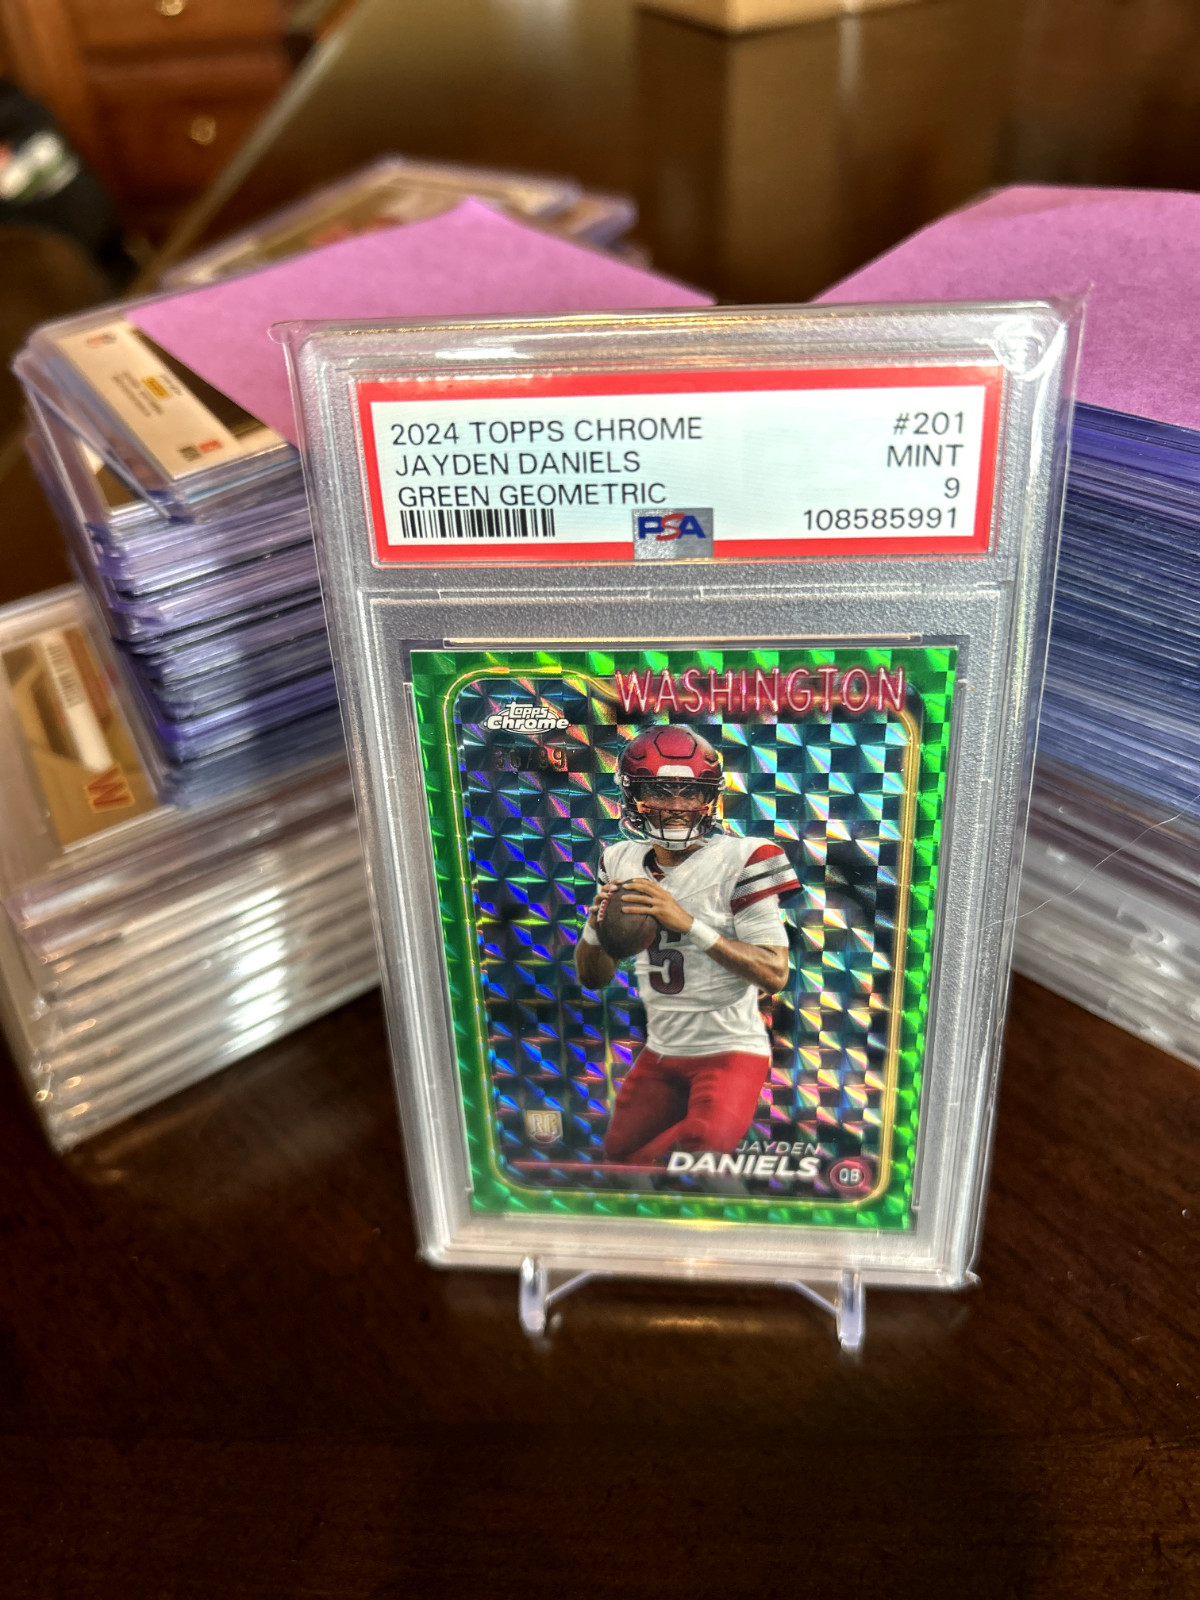 2024 TOPPS CHROME #201
JAYDEN DANIELS MINT
GREEN GEOMETRIC 9
PSA 108585991
WASHINGTON
Topps
Chrome
5
RC
JAYDEN
DANIELS QB
W